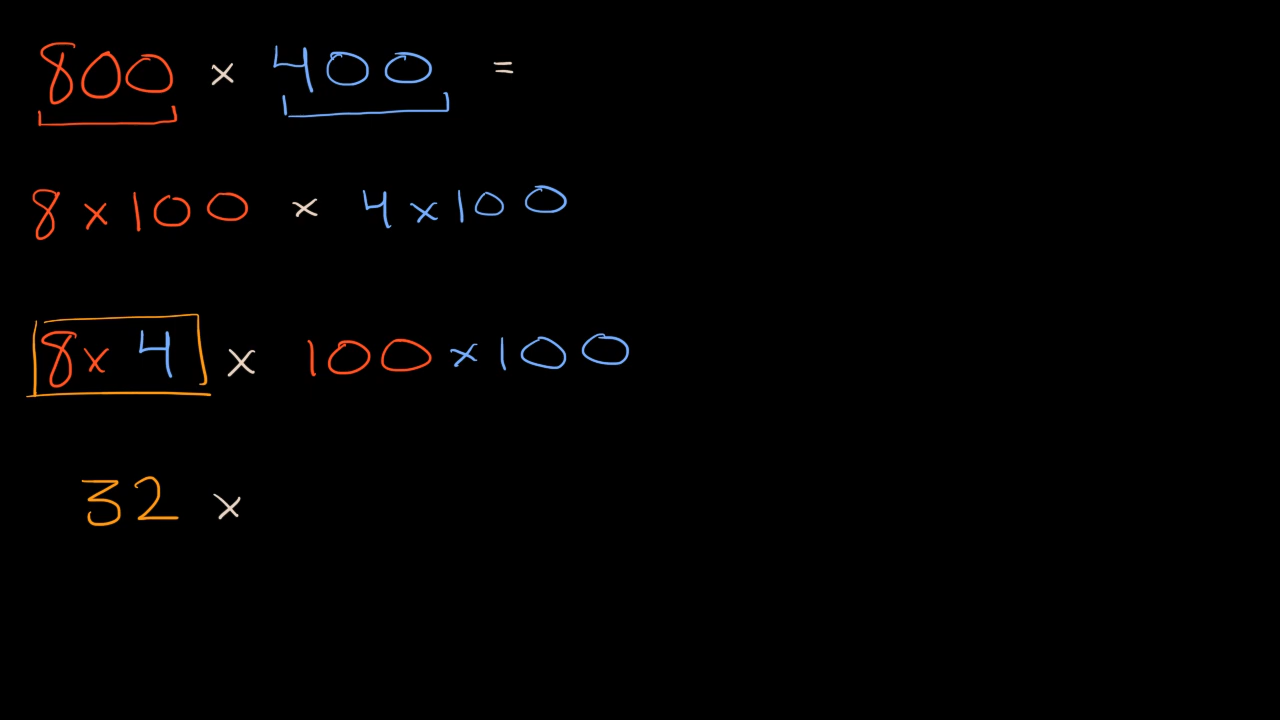 800 × 400 =
8 × 100 × 4 × 100
8 × 4 × 100 × 100
32 ×